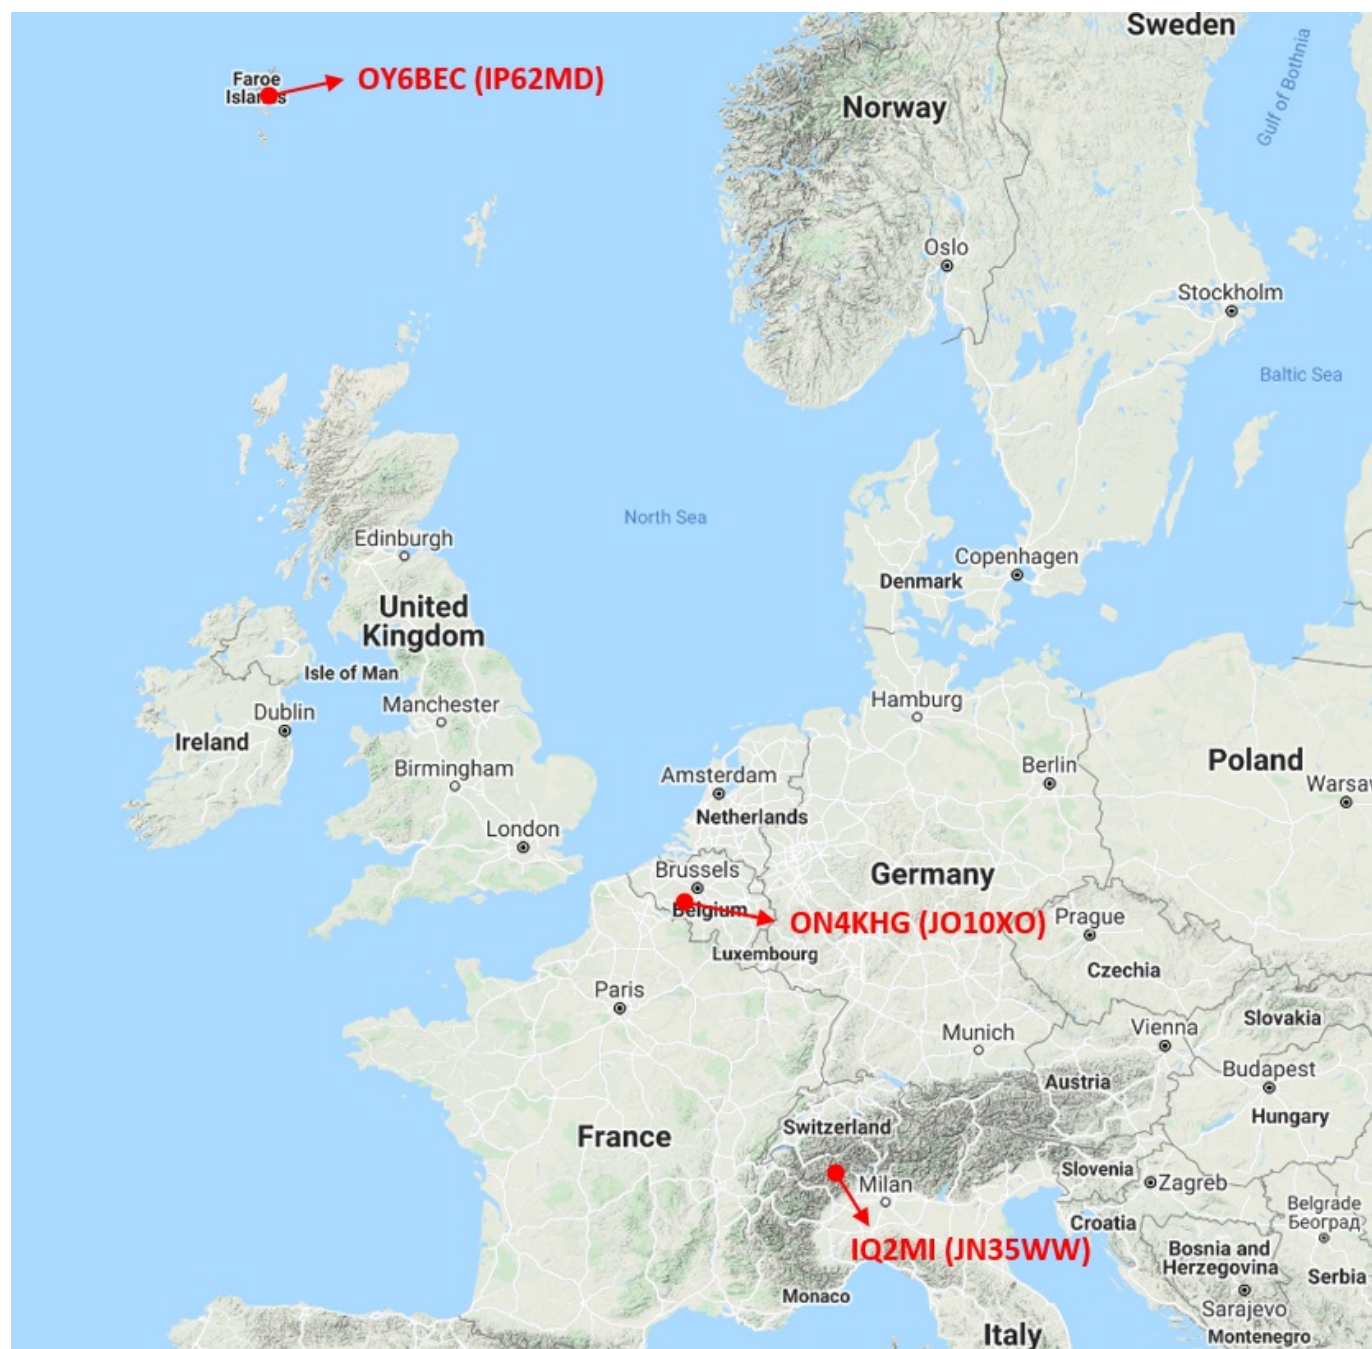 Sweden
Gulf of Bothnia
Faroe
Islands
OY6BEC (IP62MD)
Norway
Oslo
Stockholm
Baltic Sea
North Sea
Edinburgh
Copenhagen
Denmark
United
Kingdom
Isle of Man
Hamburg
Manchester
Dublin
Ireland
Poland
Birmingham
Amsterdam
Berlin
Warsaw
Netherlands
London
Brussels
Germany
Belgium
ON4KHG (JO10XO)
Prague
Luxembourg
Czechia
Paris
Slovakia
Munich
Vienna
Budapest
Austria
Hungary
Switzerland
France
Slovenia
Milan
Zagreb
Belgrade
Београд
Croatia
IQ2MI (JN35WW)
Bosnia and
Herzegovina
Serbia
Monaco
Sarajevo
Italy
Montenegro